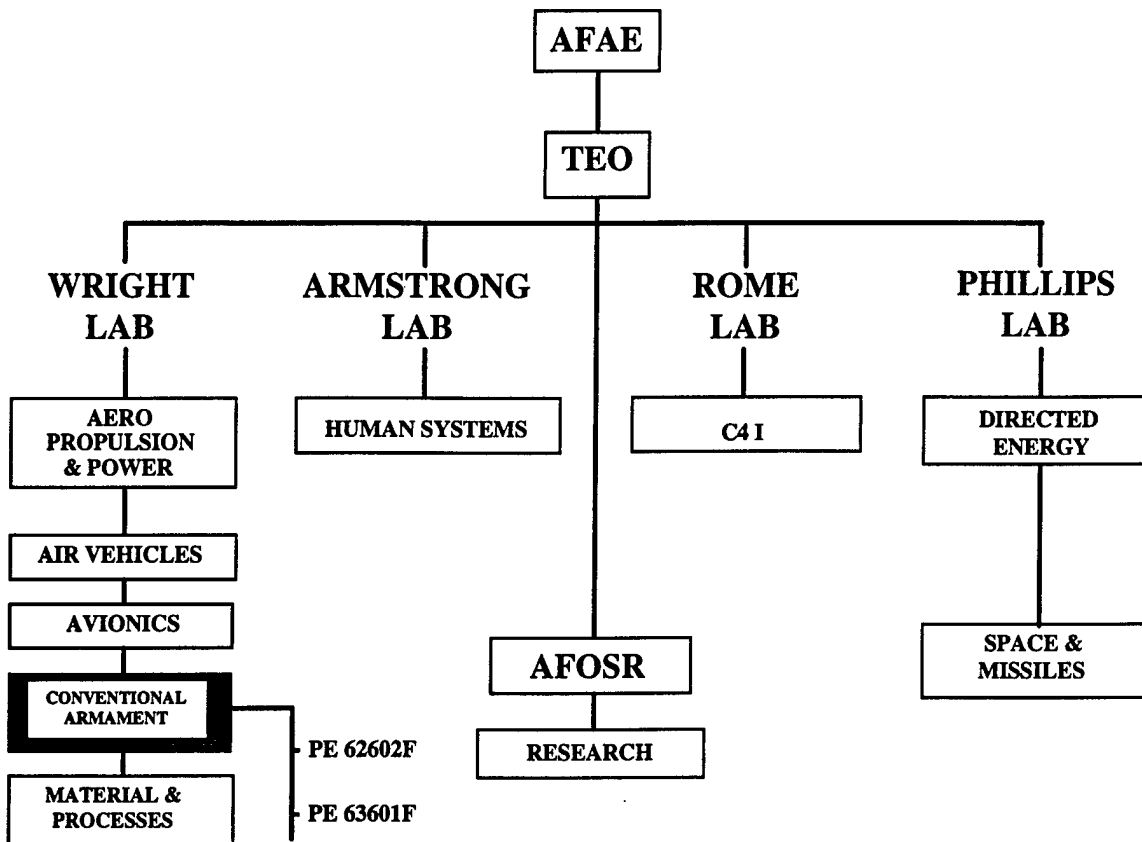 AFAE
TEO
WRIGHT
LAB
ARMSTRONG
LAB
ROME
LAB
PHILLIPS
LAB
AERO
PROPULSION
& POWER
HUMAN SYSTEMS
C4 I
DIRECTED
ENERGY
AIR VEHICLES
AVIONICS
CONVENTIONAL
ARMAMENT
MATERIAL &
PROCESSES
PE 62602F
PE 63601F
AFOSR
RESEARCH
SPACE &
MISSILES